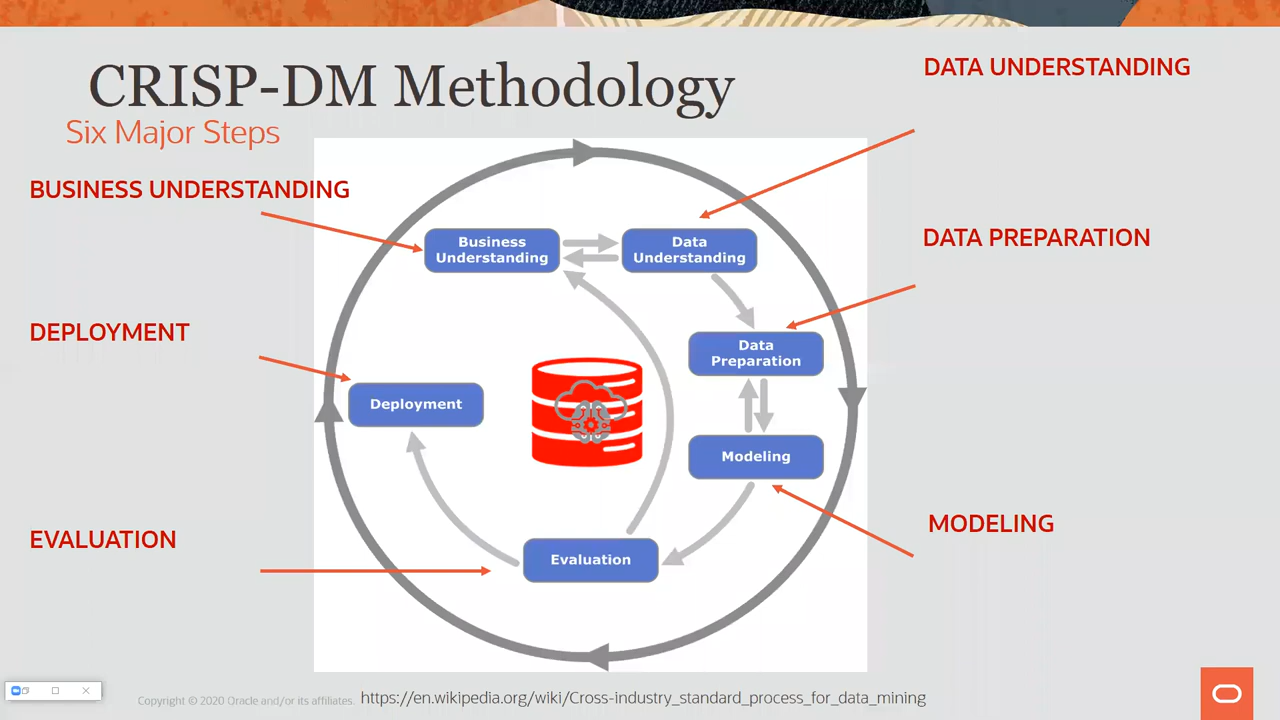 CRISP-DM Methodology
Six Major Steps
BUSINESS UNDERSTANDING
DEPLOYMENT
EVALUATION
DATA UNDERSTANDING
DATA PREPARATION
MODELING
Business
Understanding
Data
Understanding
Data
Preparation
Modeling
Evaluation
Deployment
Copyright © 2020 Oracle and/or its affiliates.
https://en.wikipedia.org/wiki/Cross-industry_standard_process_for_data_mining